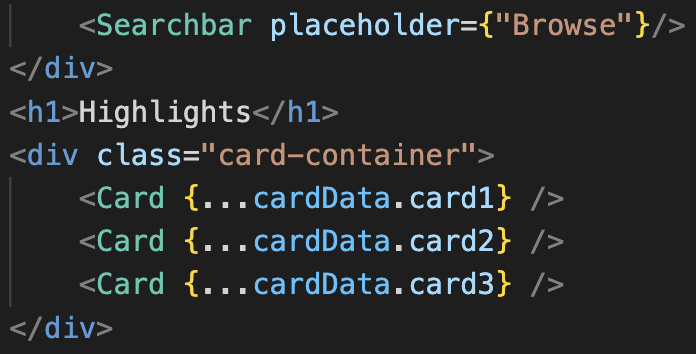 <Searchbar placeholder={"Browse"}/>
</div>
<h1>Highlights</h1>
<div class="card-container">
<Card {...cardData.card1} />
<Card {...cardData.card2} />
<Card {...cardData.card3} />
</div>